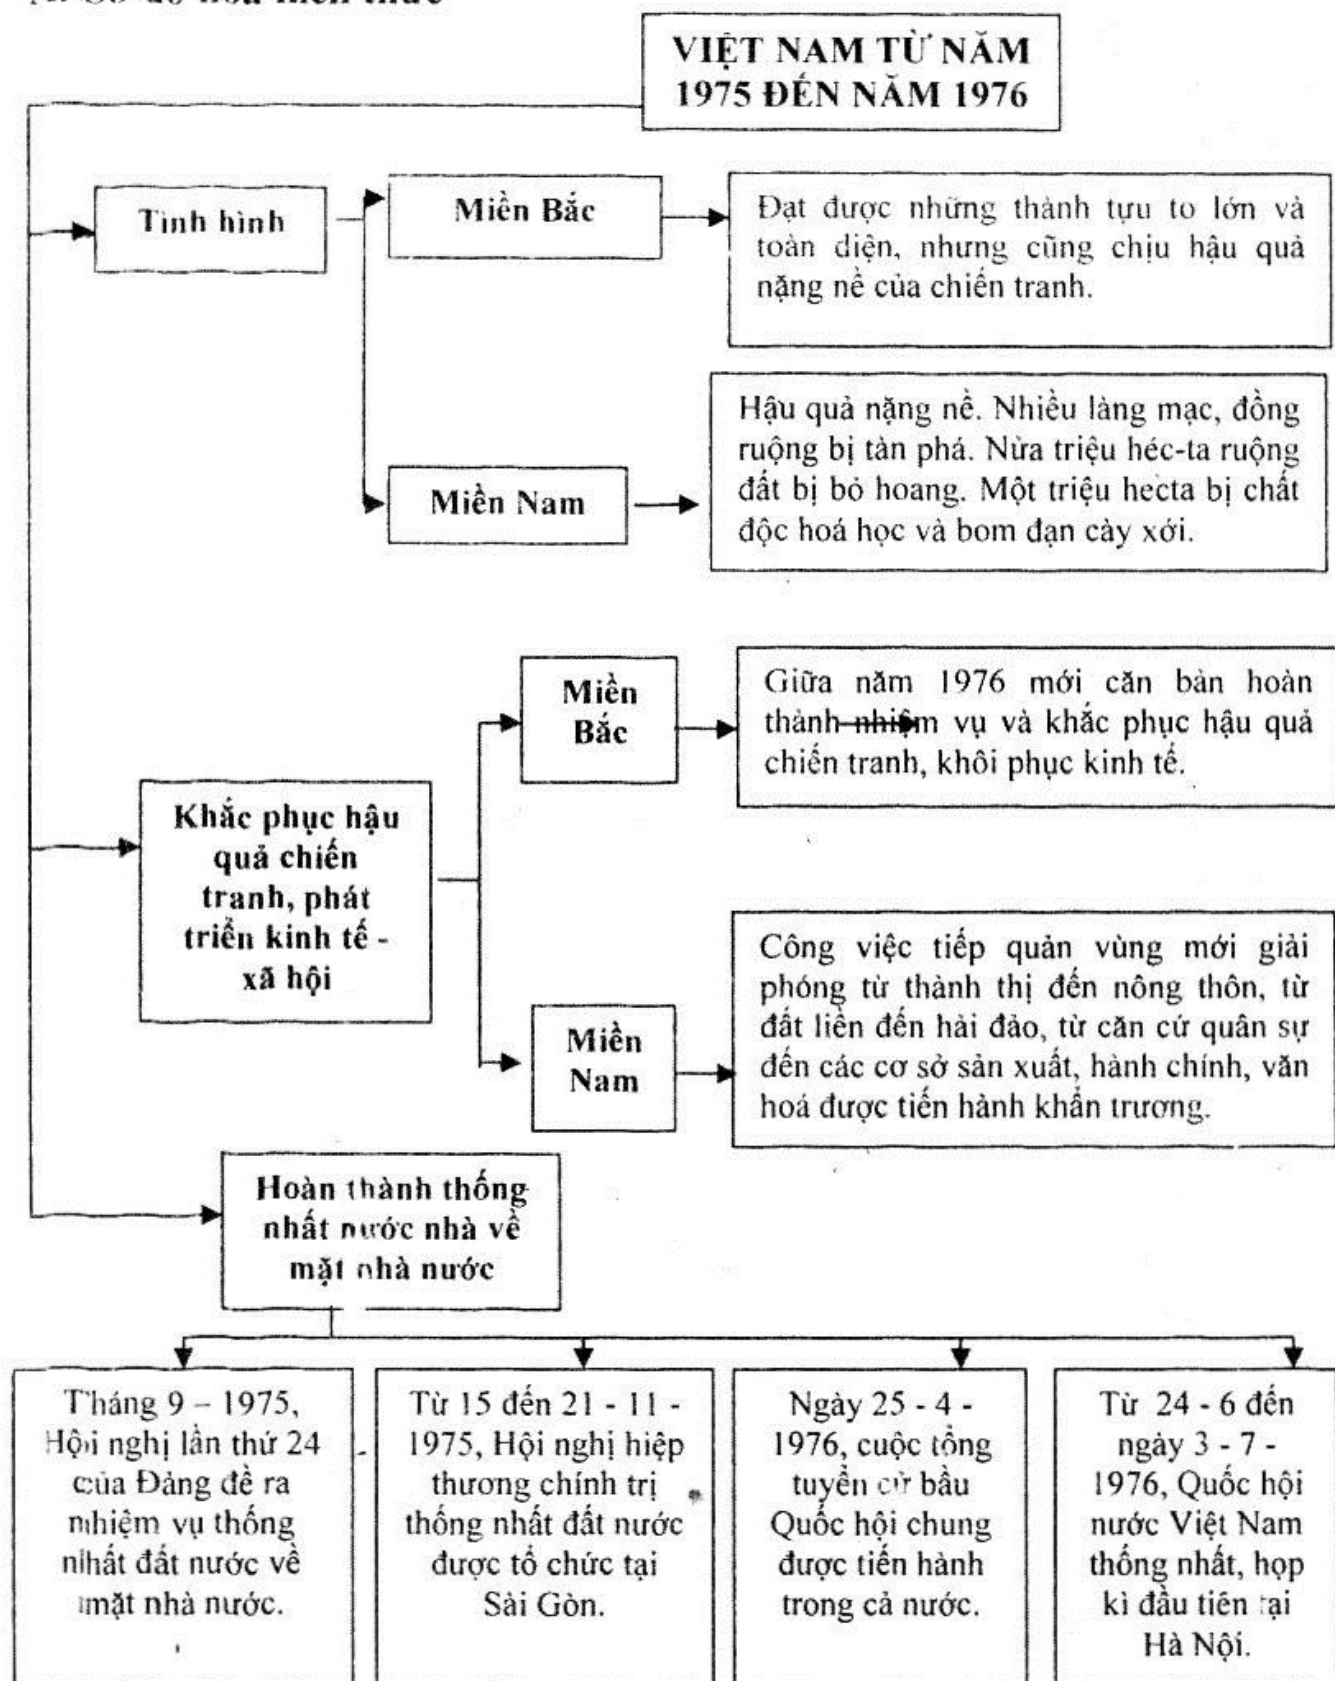 VIỆT NAM TỪ NĂM
1975 ĐẾN NĂM 1976
Tình hình
Miền Bắc
Đạt được những thành tựu to lớn và
toàn diện, nhưng cũng chịu hậu quả
nặng nề của chiến tranh.
Miền Nam
Hậu quả nặng nề. Nhiều làng mạc, đồng
ruộng bị tàn phá. Nửa triệu héc-ta ruộng
đất bị bỏ hoang. Một triệu hecta bị chất
độc hoá học và bom đạn cày xới.
Khắc phục hậu
quả chiến
tranh, phát
triển kinh tế -
xã hội
Miền
Bắc
Giữa năm 1976 mới căn bản hoàn
thành nhiệm vụ và khắc phục hậu quả
chiến tranh, khôi phục kinh tế.
Miền
Nam
Công việc tiếp quản vùng mới giải
phóng từ thành thị đến nông thôn, từ
đất liền đến hải đảo, từ căn cứ quân sự
đến các cơ sở sản xuất, hành chính, văn
hoá được tiến hành khẩn trương.
Hoàn thành thống
nhất nước nhà về
mặt nhà nước
Tháng 9 – 1975,
Hội nghị lần thứ 24
của Đảng đề ra
nhiệm vụ thống
nhất đất nước về
mặt nhà nước.
Từ 15 đến 21 - 11 -
1975, Hội nghị hiệp
thương chính trị
thống nhất đất nước
được tổ chức tại
Sài Gòn.
Ngày 25 - 4 -
1976, cuộc tổng
tuyển cử bầu
Quốc hội chung
được tiến hành
trong cả nước.
Từ 24 - 6 đến
ngày 3 - 7 -
1976, Quốc hội
nước Việt Nam
thống nhất, họp
kì đầu tiên tại
Hà Nội.